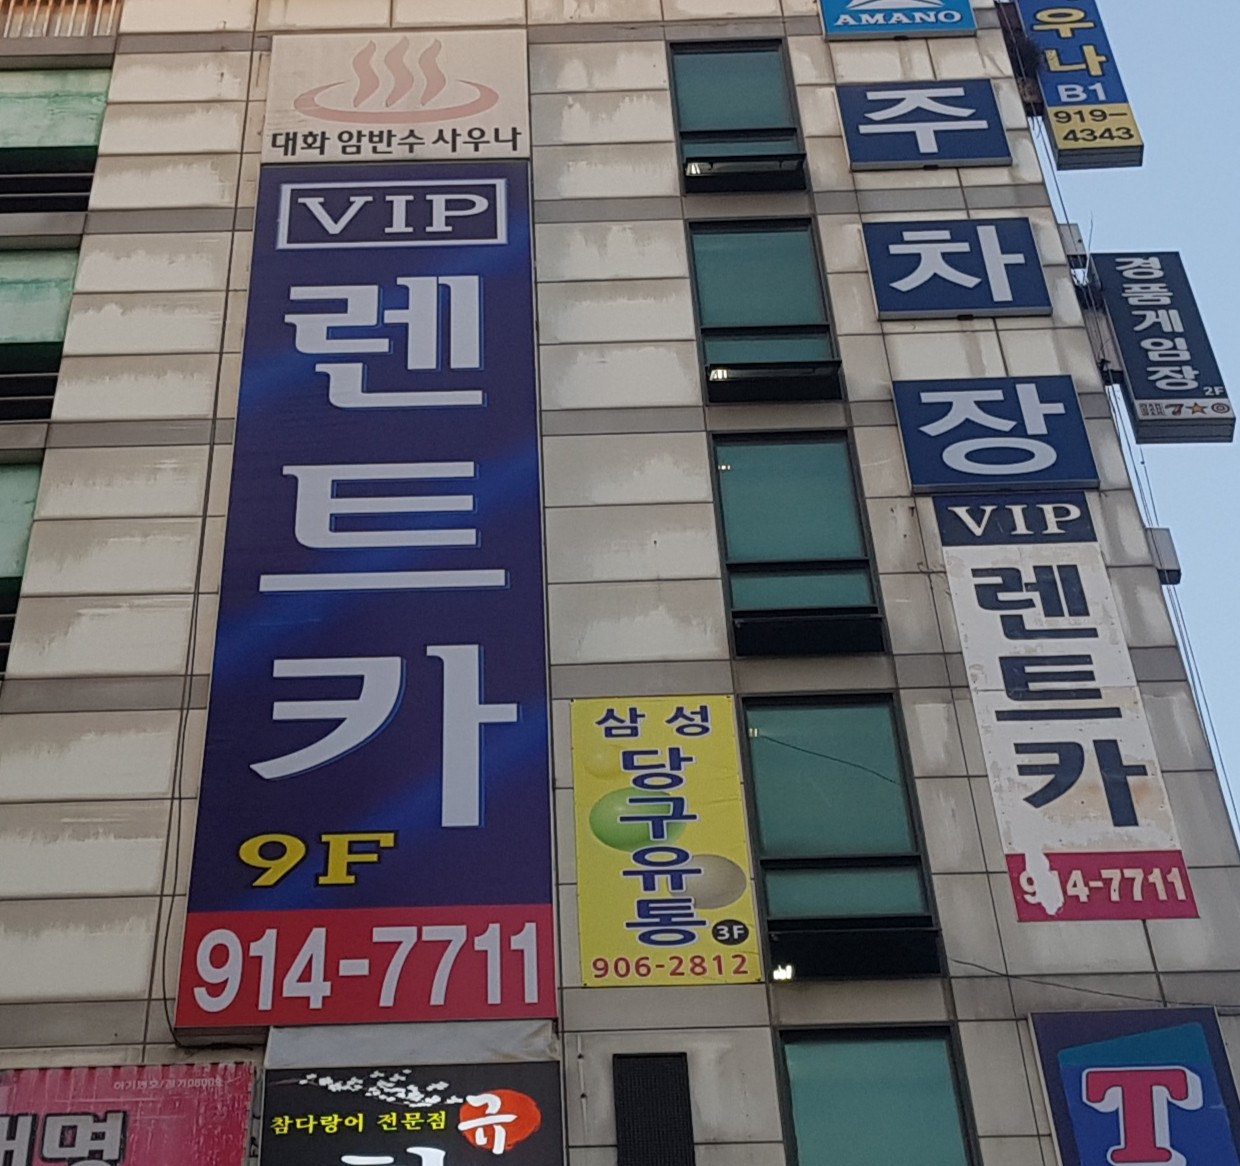 대화 암반수 사우나
VIP
렌트카
9F
914-7711
삼성
당구유통
3F
906-2812
AMANO
주차장
VIP
렌트카
914-7711
우나
B1
919-
4343
경품게임장
2F
7
참다랑이 전문점
T